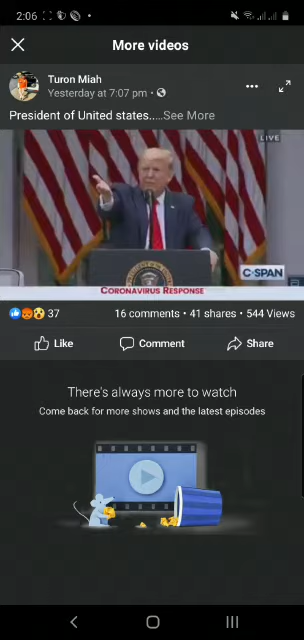 2:06
More videos
Turon Miah
Yesterday at 7:07 pm •
President of United states.....See More
LIVE
C-SPAN
CORONAVIRUS RESPONSE
37
16 comments • 41 shares • 544 Views
Like
Comment
Share
There's always more to watch
Come back for more shows and the latest episodes